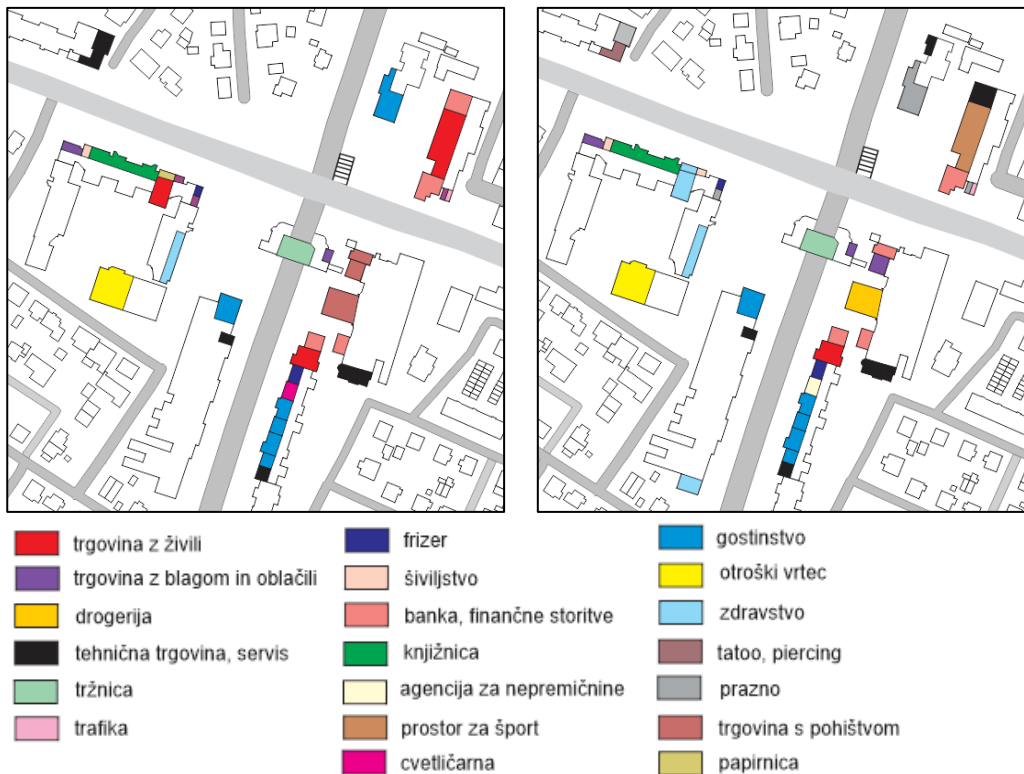 trgovina z živili
trgovina z blagom in oblačili
drogerija
tehnična trgovina, servis
tržnica
trafika
frizer
šiviljstvo
banka, finančne storitve
knjižnica
agencija za nepremičnine
prostor za šport
cvetličarna
gostinstvo
otroški vrtec
zdravstvo
tatoo, piercing
prazno
trgovina s pohištvom
papirnica